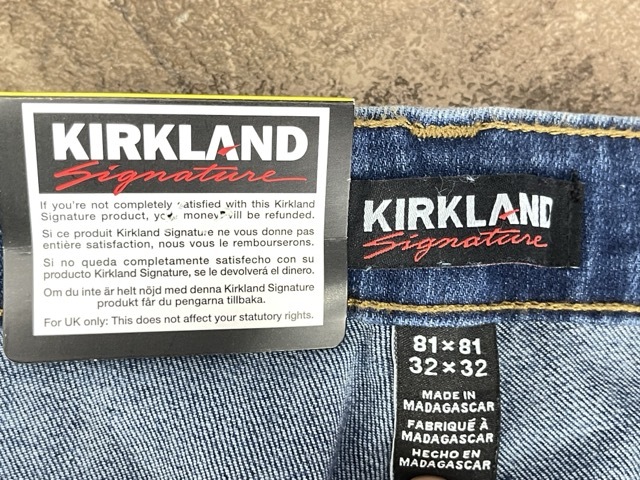 KIRKLAND
Signature
If you're not completely satisfied with this Kirkland
Signature product, your money will be refunded.
Si ce produit Kirkland Signature ne vous donne pas
entière satisfaction, nous vous le rembourserons.
Si no queda completamente satisfecho con su
producto Kirkland Signature, se le devolverá el dinero.
Om du inte är helt nöjd med denna Kirkland Signature
produkt får du pengarna tillbaka.
For UK only: This does not affect your statutory rights.
KIRKLAND
Signature
81 × 81
32 × 32
MADE IN
MADAGASCAR
FABRIQUÉ À
MADAGASCAR
HECHO EN
MADAGASCAR